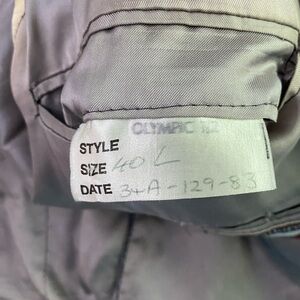 OLYMPIC
STYLE
SIZE 40 L
DATE 3+A-129-83